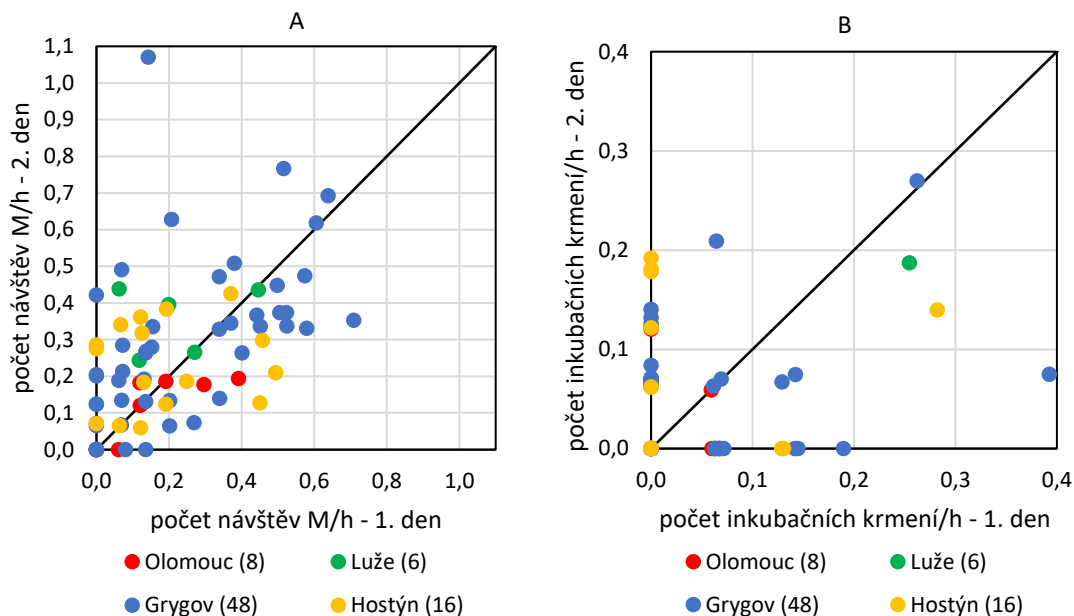 A
počet návštěv M/h - 2. den
1,1
1,0
0,9
0,8
0,7
0,6
0,5
0,4
0,3
0,2
0,1
0,0
0,0 0,2 0,4 0,6 0,8 1,0
počet návštěv M/h - 1. den
Olomouc (8) Luže (6)
Grygov (48) Hostýn (16)
B
počet inkubačních krmení/h - 2. den
0,4
0,3
0,2
0,1
0,0
0,0 0,1 0,2 0,3 0,4
počet inkubačních krmení/h - 1. den
Olomouc (8) Luže (6)
Grygov (48) Hostýn (16)